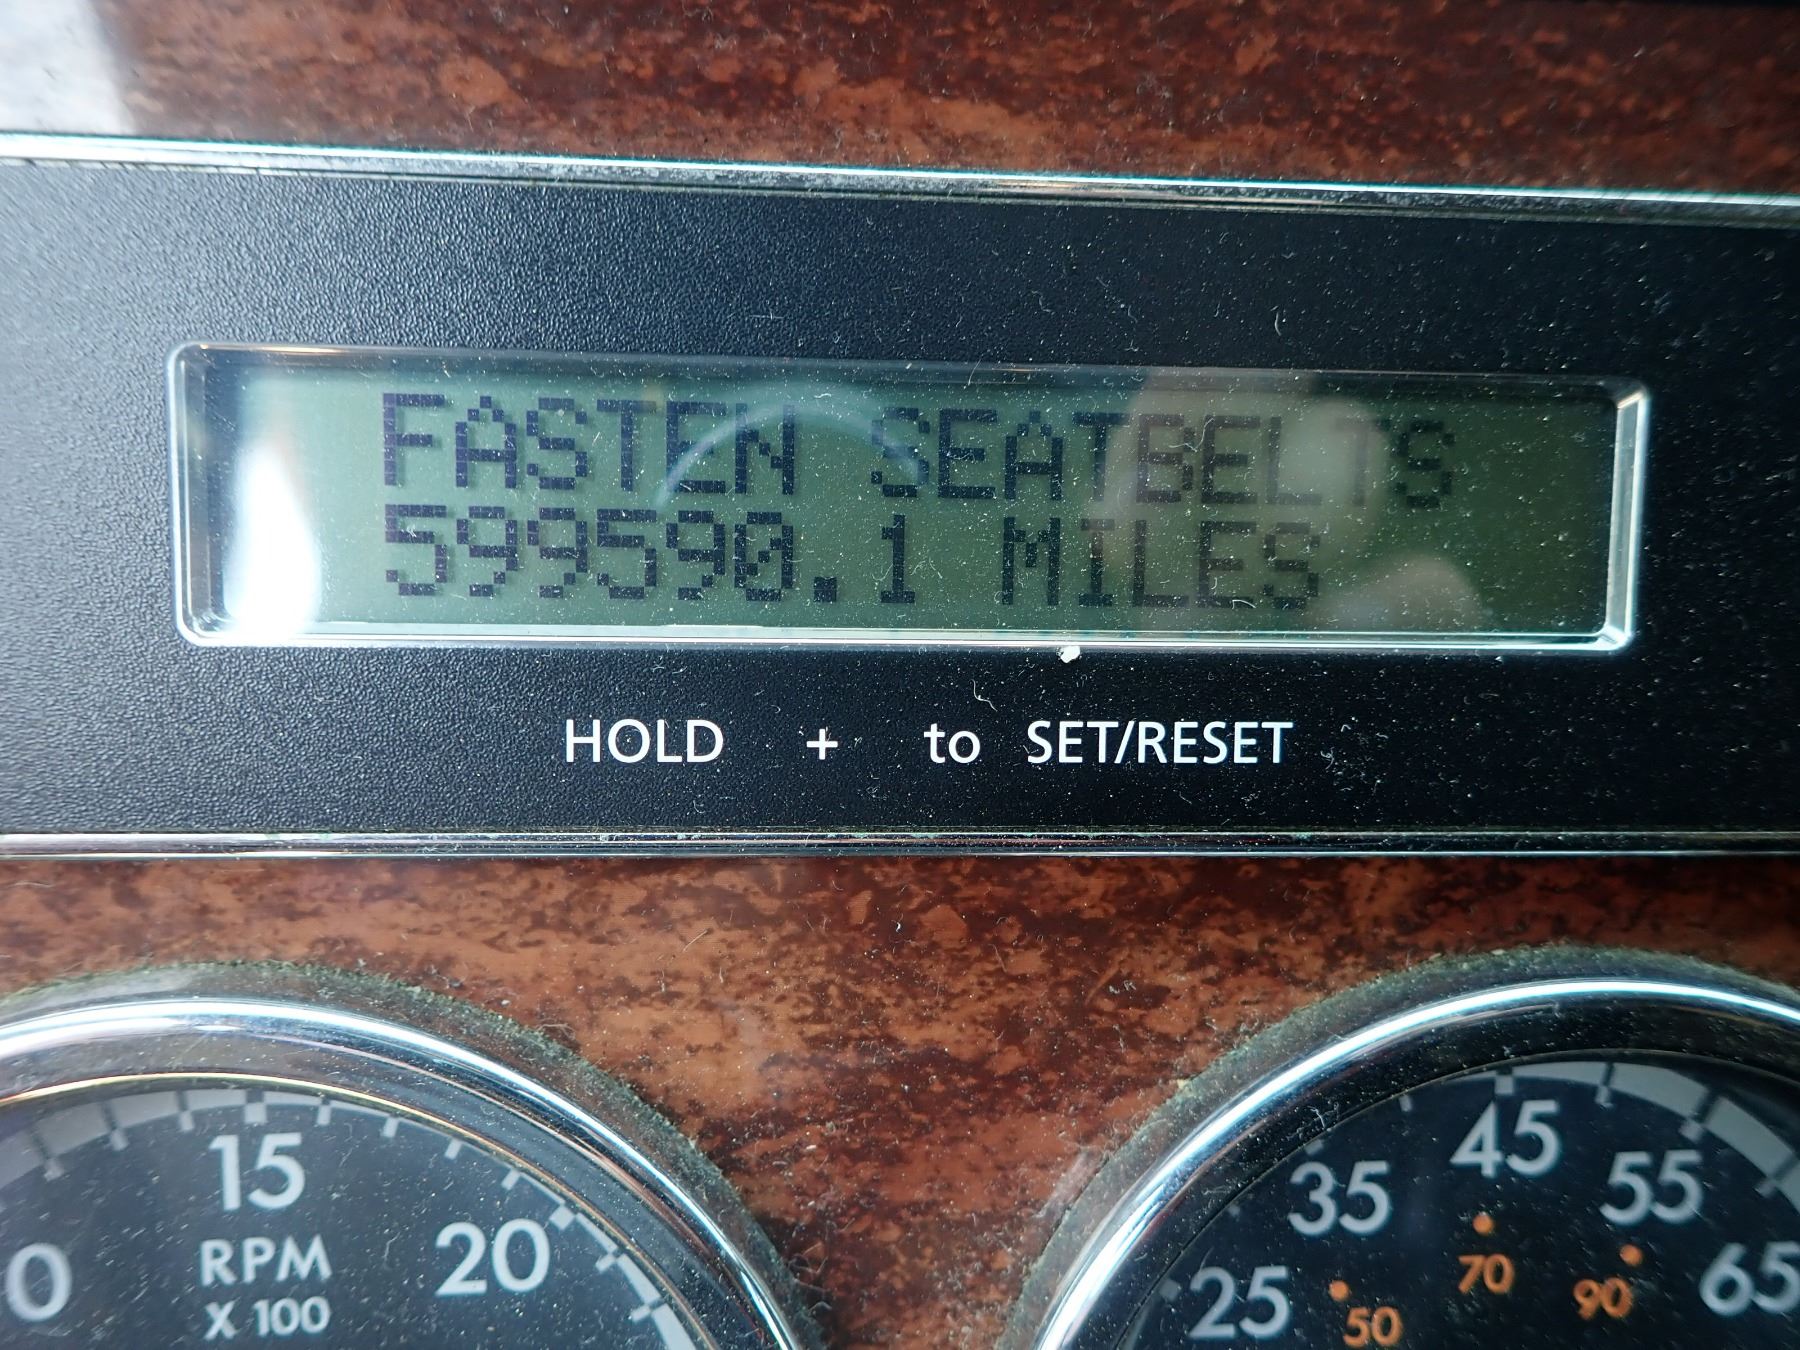 FASTEN SEATBELTS
599590.1 MILES
HOLD + to SET/RESET
15
20
RPM
X 100
45
35
55
25
65
70
90
50